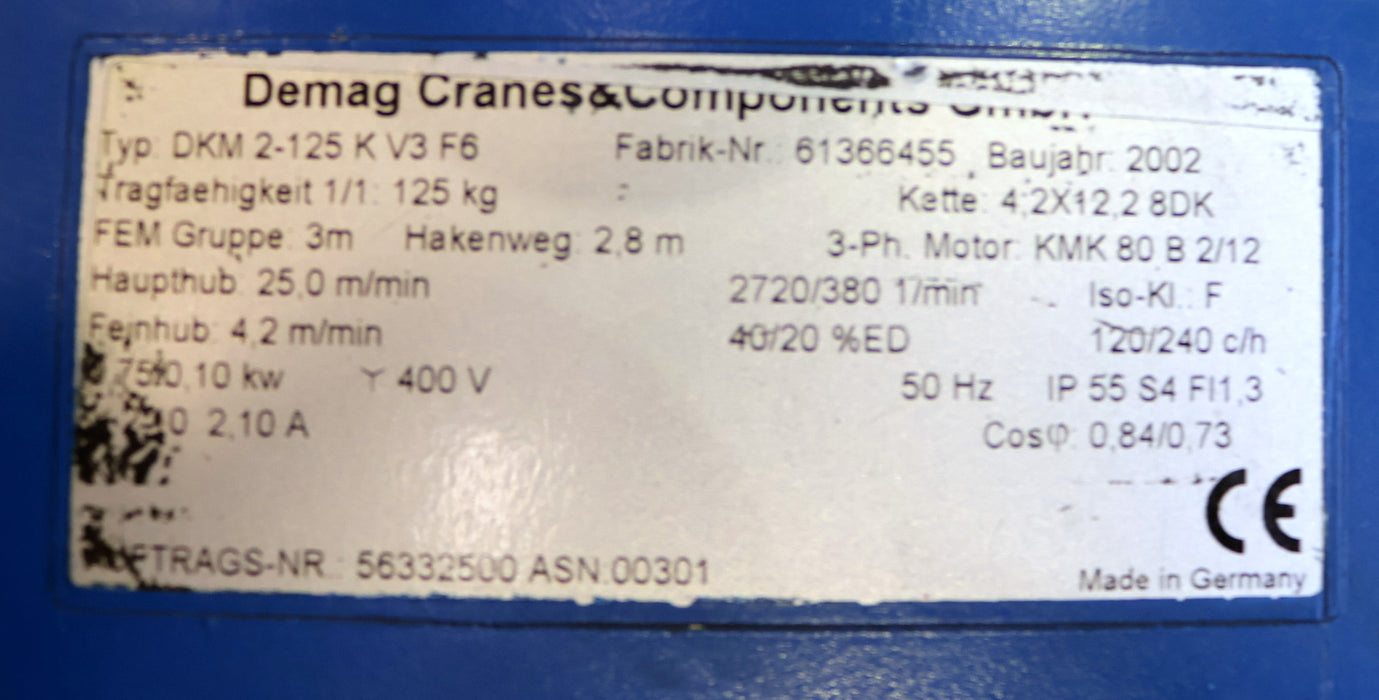 Demag Cranes&Components GmbH
Typ: DKM 2-125 K V3 F6 Fabrik-Nr.: 61366455 Baujahr: 2002
Tragfaehigkeit 1/1: 125 kg : Kette: 4,2X12,2 8DK
FEM Gruppe: 3m Hakenweg: 2,8 m 3-Ph. Motor: KMK 80 B 2/12
Haupthub: 25,0 m/min 2720/380 1/min Iso-Kl.: F
Feinhub: 4,2 m/min 40/20 %ED 120/240 c/h
kw Y 400 V 50 Hz IP 55 S4 FI1,3
2,10 A Cosφ: 0,84/0,73
CE
56332500 ASN:00301 Made in Germany